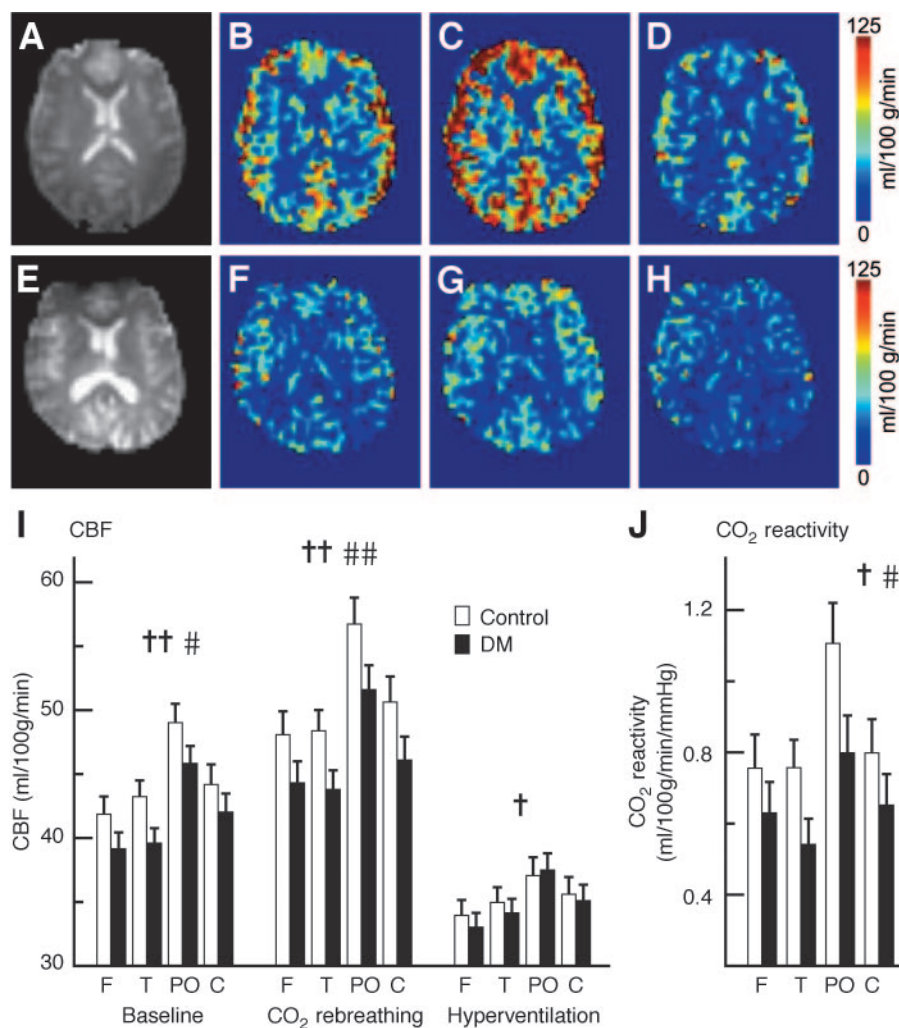 A B C D
125
ml/100 g/min
0
E F G H
125
ml/100 g/min
0
I CBF
†† #
†† ##
†
Control
DM
CBF (ml/100g/min)
60
50
40
30
F T PO C F T PO C F T PO C
Baseline CO₂ rebreathing Hyperventilation
J CO₂ reactivity
† #
CO₂ reactivity
(ml/100g/min/mmHg)
1.2
0.8
0.4
F T PO C